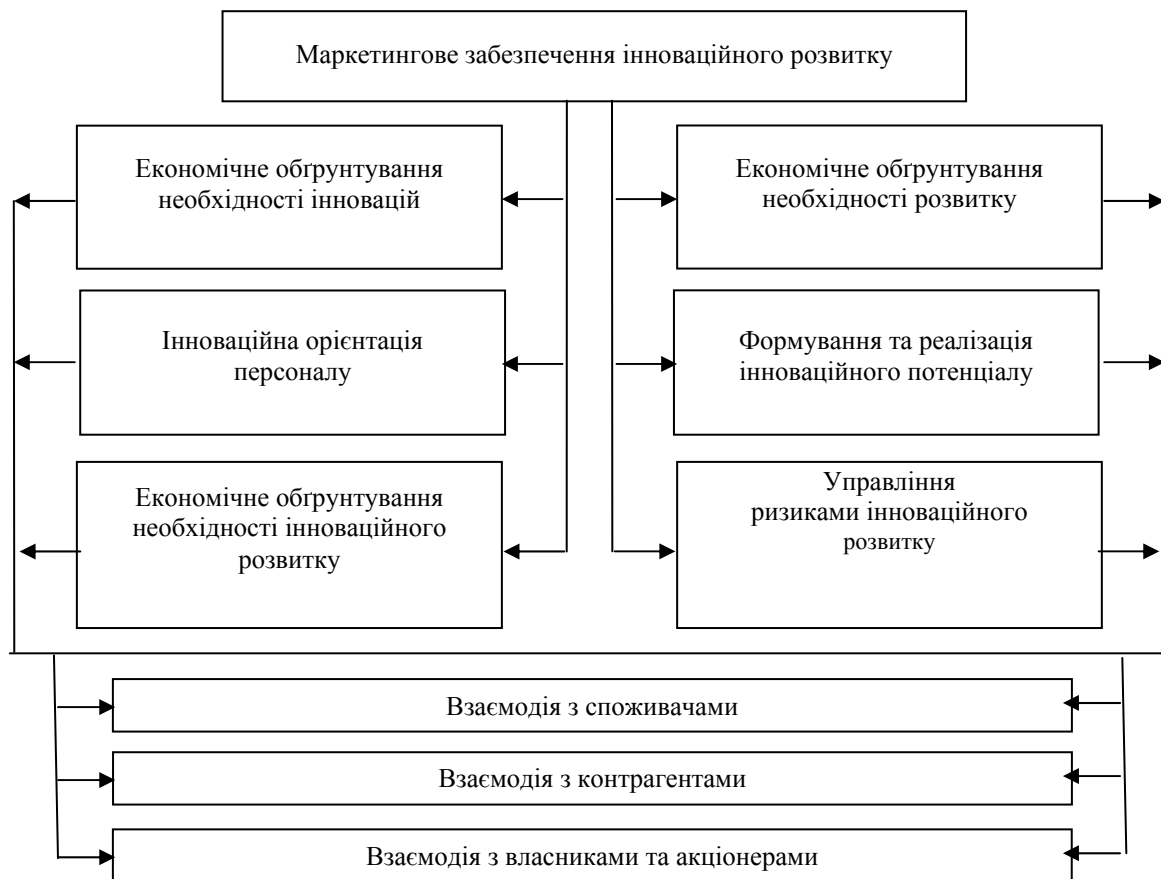 Маркетингове забезпечення інноваційного розвитку
Економічне обґрунтування
необхідності інновацій
Економічне обґрунтування
необхідності розвитку
Інноваційна орієнтація
персоналу
Формування та реалізація
інноваційного потенціалу
Економічне обґрунтування
необхідності інноваційного
розвитку
Управління
ризиками інноваційного
розвитку
Взаємодія з споживачами
Взаємодія з контрагентами
Взаємодія з власниками та акціонерами